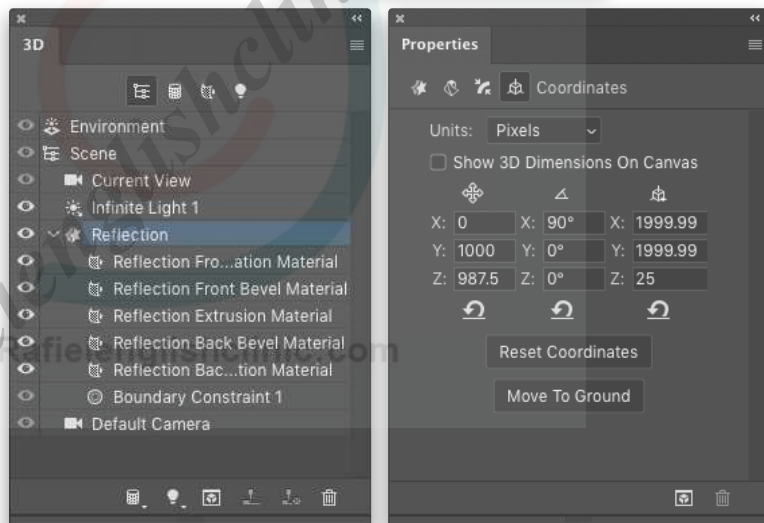 3D
Environment
Scene
Current View
Infinite Light 1
Reflection
Reflection Fro...ation Material
Reflection Front Bevel Material
Reflection Extrusion Material
Reflection Back Bevel Material
Reflection Bac...tion Material
Boundary Constraint 1
Default Camera
Properties
Coordinates
Units: Pixels
Show 3D Dimensions On Canvas
X: 0 X: 90° X: 1999.99
Y: 1000 Y: 0° Y: 1999.99
Z: 987.5 Z: 0° Z: 25
Reset Coordinates
Move To Ground
Rafielenglishclinic.com